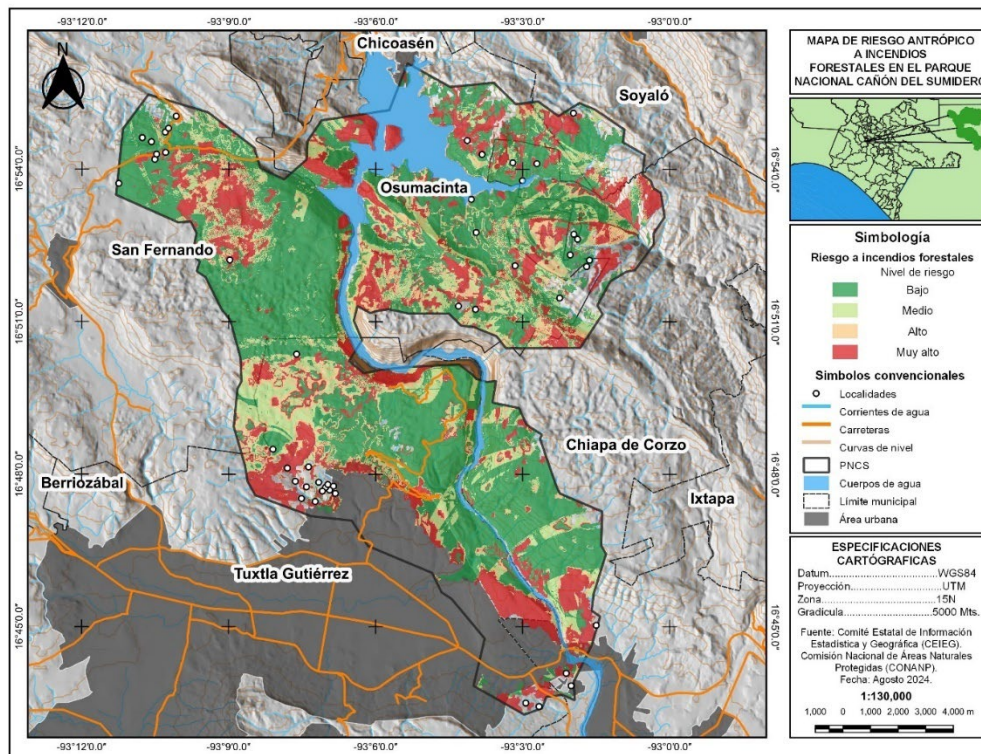 -93°12'0.0"
-93°9'0.0"
-93°6'0.0"
-93°3'0.0"
-93°0'0.0"
N
Chicoasén
Soyaló
16°54'0.0"
16°54'0.0"
Osumacinta
San Fernando
16°51'0.0"
16°51'0.0"
Chiapa de Corzo
Berriozábal
16°48'0.0"
16°48'0.0"
Ixtapa
Tuxtla Gutiérrez
16°45'0.0"
16°45'0.0"
-93°12'0.0"
-93°9'0.0"
-93°6'0.0"
-93°3'0.0"
-93°0'0.0"
MAPA DE RIESGO ANTRÓPICO
A INCENDIOS
FORESTALES EN EL PARQUE
NACIONAL CAÑÓN DEL SUMIDERO
Simbología
Riesgo a incendios forestales
Nivel de riesgo
Bajo
Medio
Alto
Muy alto
Simbolos convencionales
Localidades
Corrientes de agua
Carreteras
Curvas de nivel
PNCS
Cuerpos de agua
Límite municipal
Área urbana
ESPECIFICACIONES
CARTÓGRAFICAS
Datum...............................WGS84
Proyección..............................UTM
Zona.......................................15N
Gradícula.......................5000 Mts.
Fuente: Comité Estatal de Información
Estadística y Geográfica (CEIEG).
Comisión Nacional de Áreas Naturales
Protegidas (CONANP).
Fecha: Agosto 2024.
1:130,000
1,000 0 1,000 2,000 3,000 4,000 m